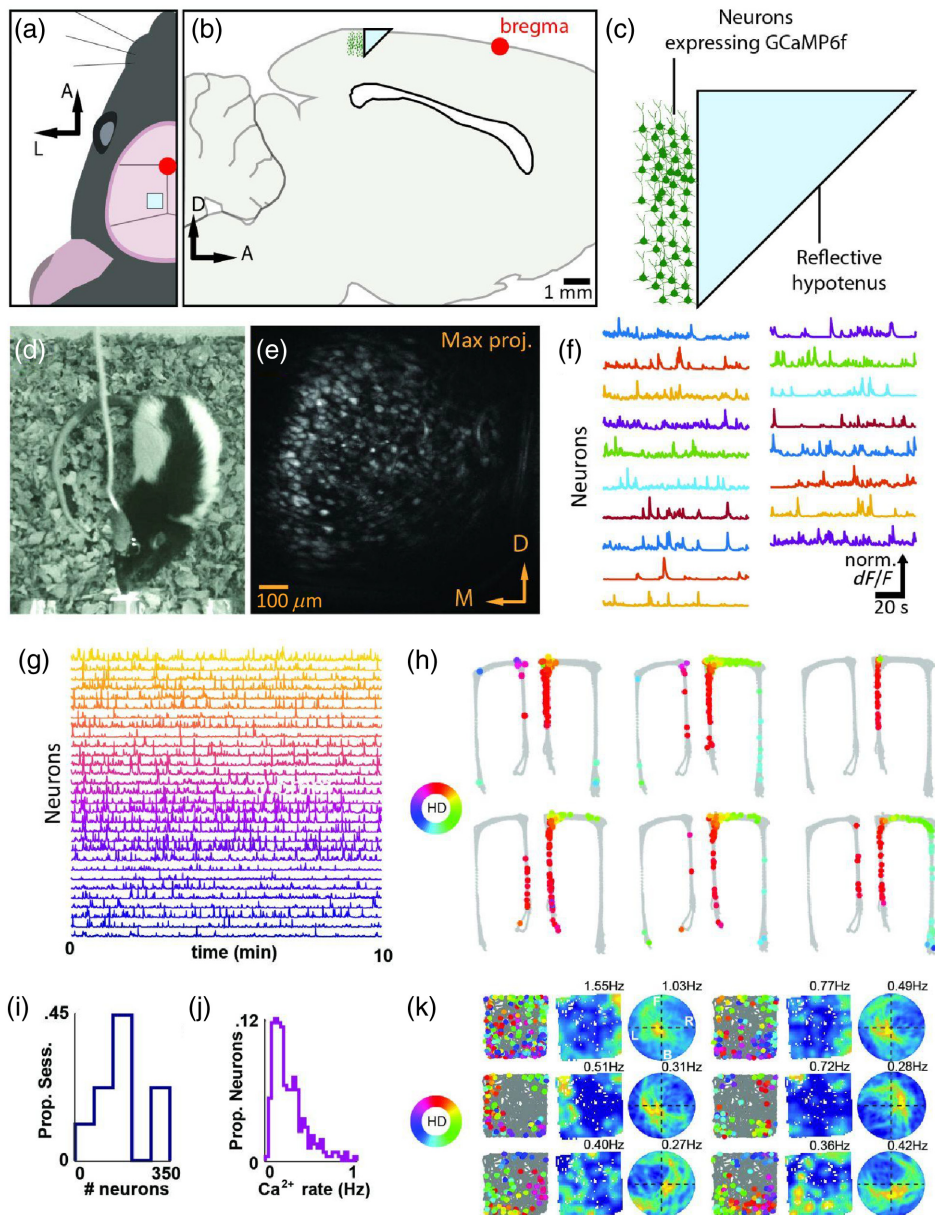 (a)
A
L
(b)
bregma
D
A
1 mm
(c)
Neurons
expressing GCaMP6f
Reflective
hypotenus
(d)
(e)
Max proj.
100 μm
D
M
(f)
Neurons
norm.
dF/F
20 s
(g)
Neurons
0
time (min)
10
(h)
HD
(i)
.45
Prop. Sess.
0
0
350
# neurons
(j)
.12
Prop. Neurons
0
0
1
Ca²⁺ rate (Hz)
(k)
HD
1.55Hz
1.03Hz
0.77Hz
0.49Hz
F
R
L
B
0.51Hz
0.31Hz
0.72Hz
0.28Hz
0.40Hz
0.27Hz
0.36Hz
0.42Hz